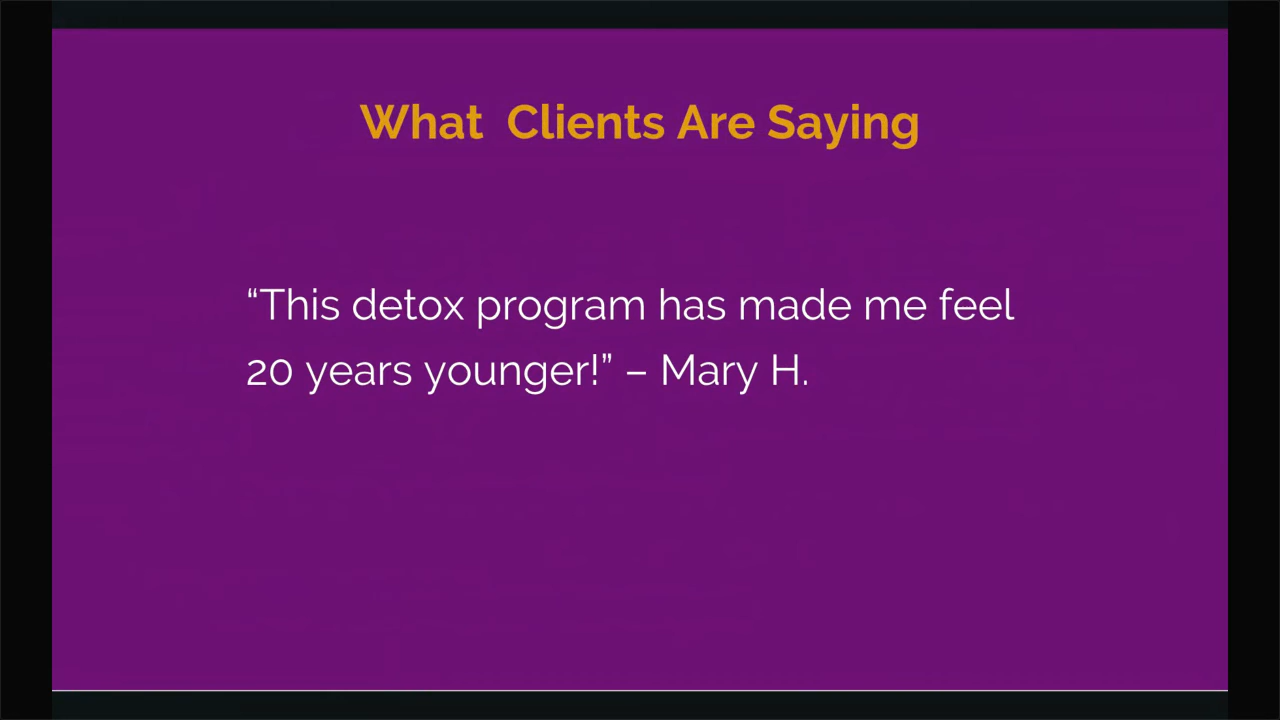 What  Clients Are Saying
“This detox program has made me feel
20 years younger!” – Mary H.